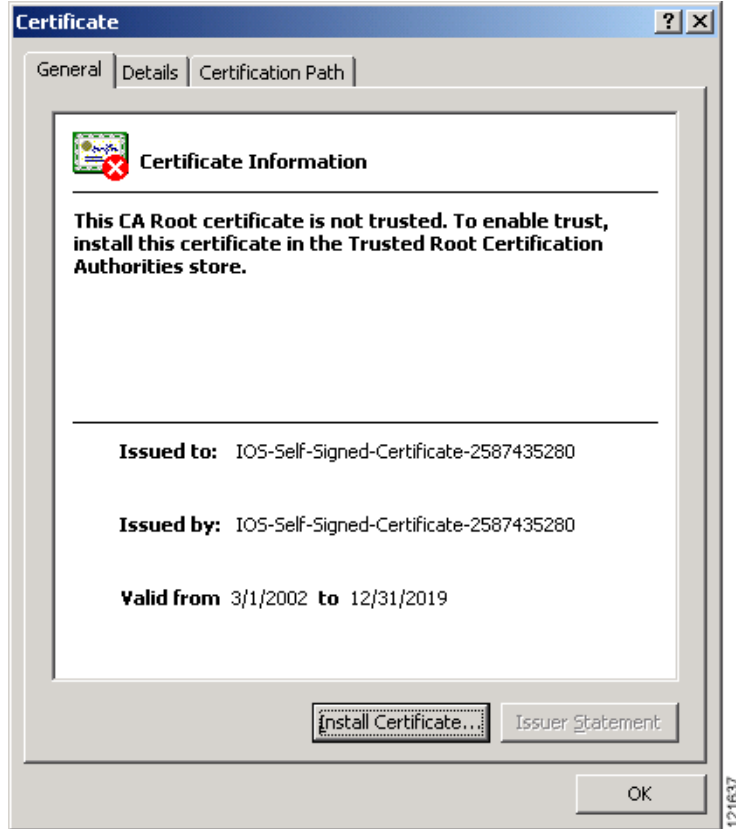 Certificate
General Details Certification Path
Certificate Information
This CA Root certificate is not trusted. To enable trust,
install this certificate in the Trusted Root Certification
Authorities store.
Issued to: IOS-Self-Signed-Certificate-2587435280
Issued by: IOS-Self-Signed-Certificate-2587435280
Valid from 3/1/2002 to 12/31/2019
Install Certificate... Issuer Statement
OK
121637